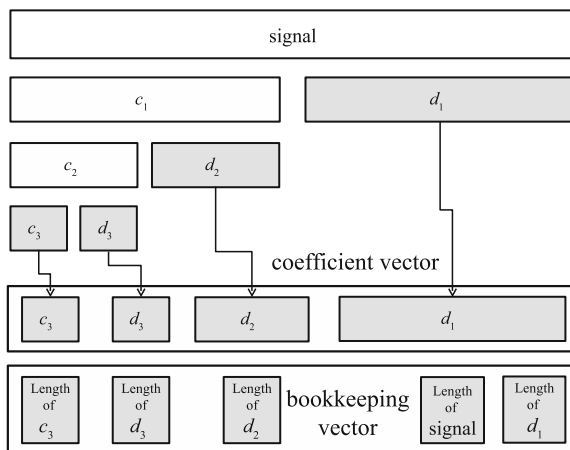 signal
c1
d1
c2
d2
c3
d3
coefficient vector
c3
d3
d2
d1
Length of c3
Length of d3
Length of d2
bookkeeping vector
Length of signal
Length of d1